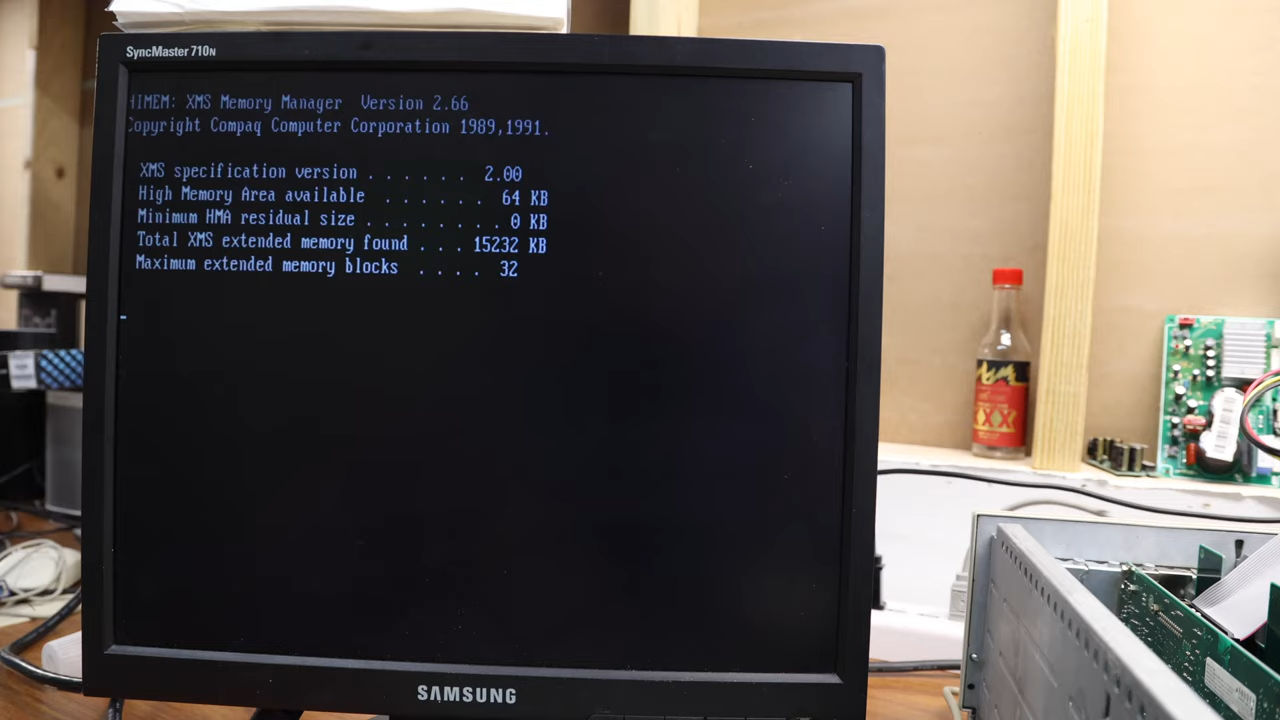 SyncMaster 710N
HIMEM: XMS Memory Manager Version 2.66
Copyright Compaq Computer Corporation 1989,1991.
XMS specification version . . . . . . 2.00
High Memory Area available . . . . . . 64 KB
Minimum HMA residual size . . . . . . . . 0 KB
Total XMS extended memory found . . . 15232 KB
Maximum extended memory blocks . . . . 32
XXX
SAMSUNG